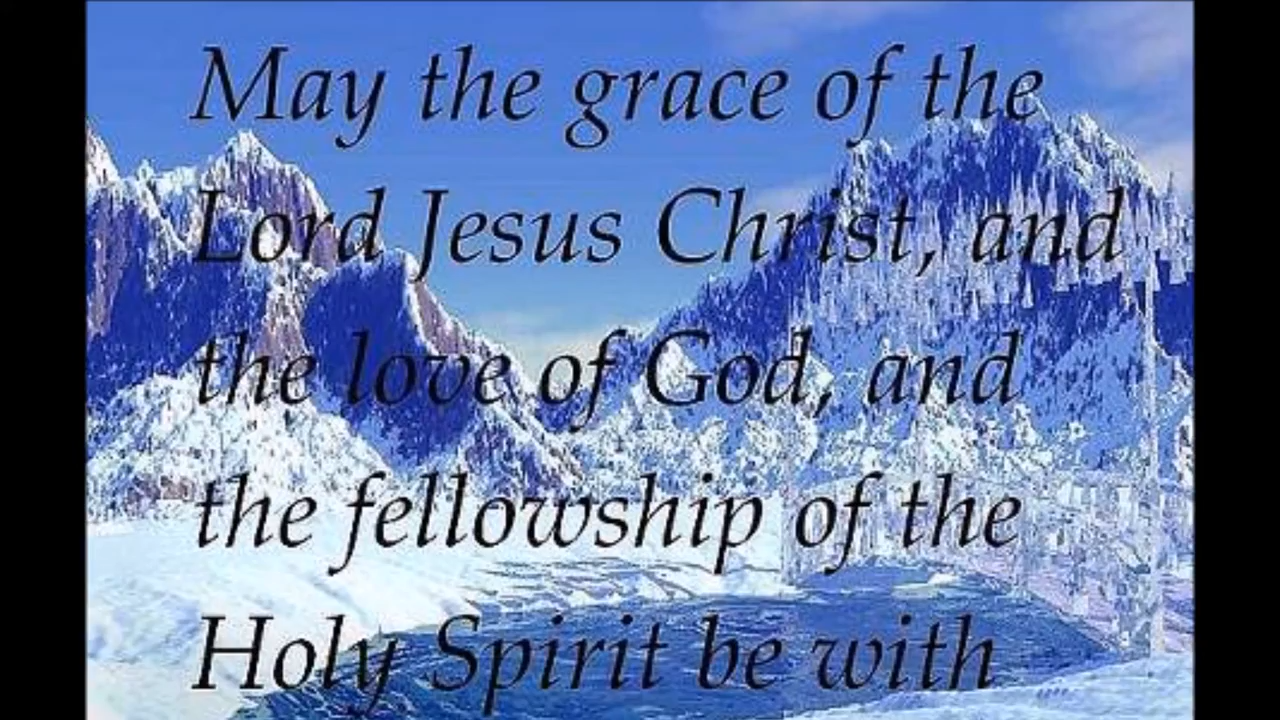 May the grace of the
Lord Jesus Christ, and
the love of God, and
the fellowship of the
Holy Spirit be with